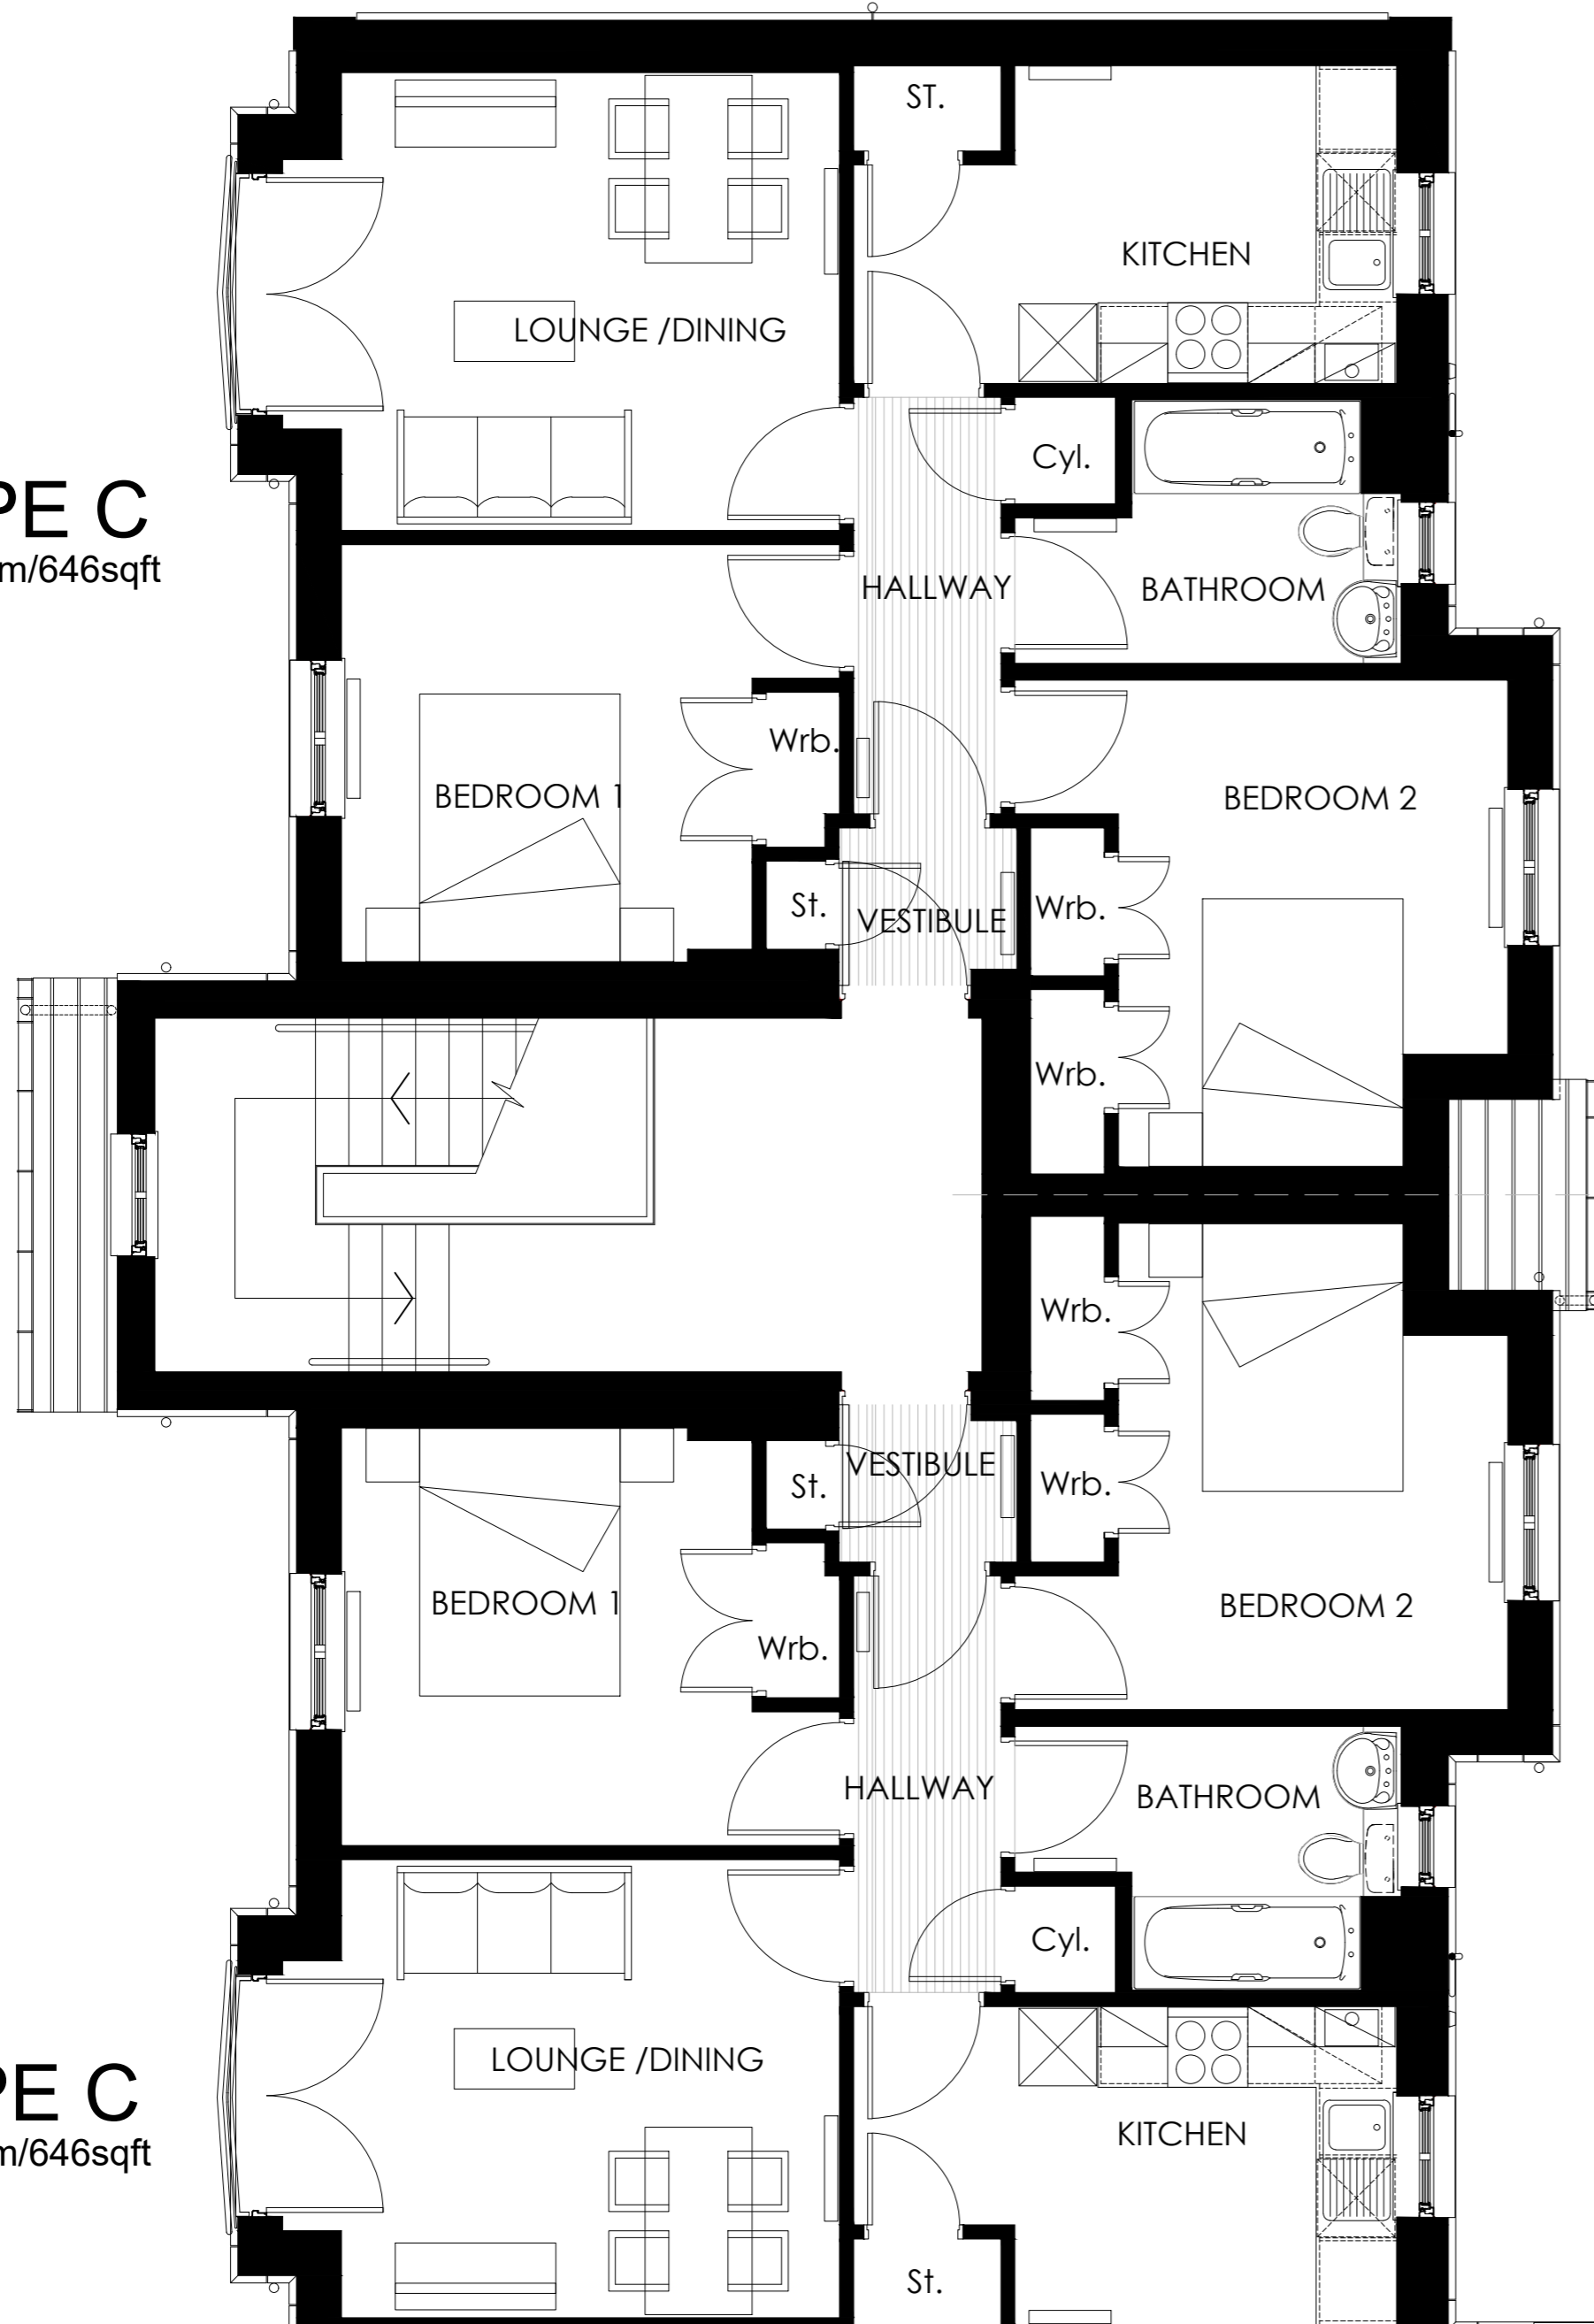 ST.
KITCHEN
LOUNGE /DINING
Cyl.
PE C
m/646sqft
HALLWAY
BATHROOM
Wrb.
BEDROOM 1
BEDROOM 2
St.
VESTIBULE
Wrb.
Wrb.
Wrb.
VESTIBULE
St.
Wrb.
BEDROOM 1
BEDROOM 2
Wrb.
HALLWAY
BATHROOM
Cyl.
LOUNGE /DINING
PE C
m/646sqft
KITCHEN
St.